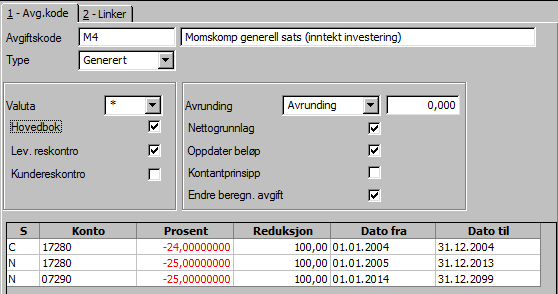 1 - Avg.kode 2 - Linker
Avgiftskode M4 Momskomp generell sats (inntekt investering)
Type Generert
Valuta * Avrunding Avrunding 0,000
Hovedbok Nettogrunnlag
Lev. reskontro Oppdater beløp
Kundereskontro Kontantprinsipp
Endre beregn. avgift
S Konto Prosent Reduksjon Dato fra Dato til
C 17280 -24,00000000 100,00 01.01.2004 31.12.2004
N 17280 -25,00000000 100,00 01.01.2005 31.12.2013
N 07290 -25,00000000 100,00 01.01.2014 31.12.2099